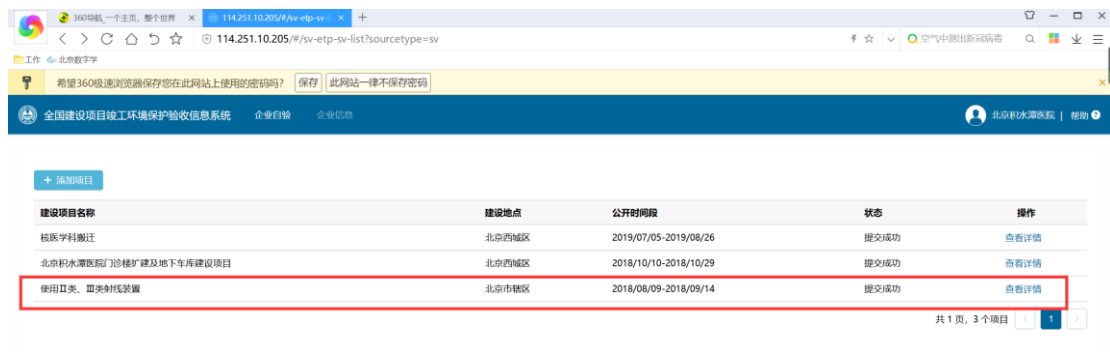 360导航_一个主页，整个世界 × 114.251.10.205/#/sv-etp-sv- × +
114.251.10.205/#/sv-etp-sv-list?sourcetype=sv 空气中测出新冠病毒
工作 北京数字学
希望360极速浏览器保存您在此网站上使用的密码吗? 保存 此网站一律不保存密码
全国建设项目竣工环境保护验收信息系统 企业自验 企业信息 北京积水潭医院 | 帮助
+ 添加项目
建设项目名称 建设地点 公开时间段 状态 操作
核医学科搬迁 北京西城区 2019/07/05-2019/08/26 提交成功 查看详情
北京积水潭医院门诊楼扩建及地下车库建设项目 北京西城区 2018/10/10-2018/10/29 提交成功 查看详情
使用Ⅱ类、Ⅲ类射线装置 北京市辖区 2018/08/09-2018/09/14 提交成功 查看详情
共 1 页, 3 个项目 < 1 >